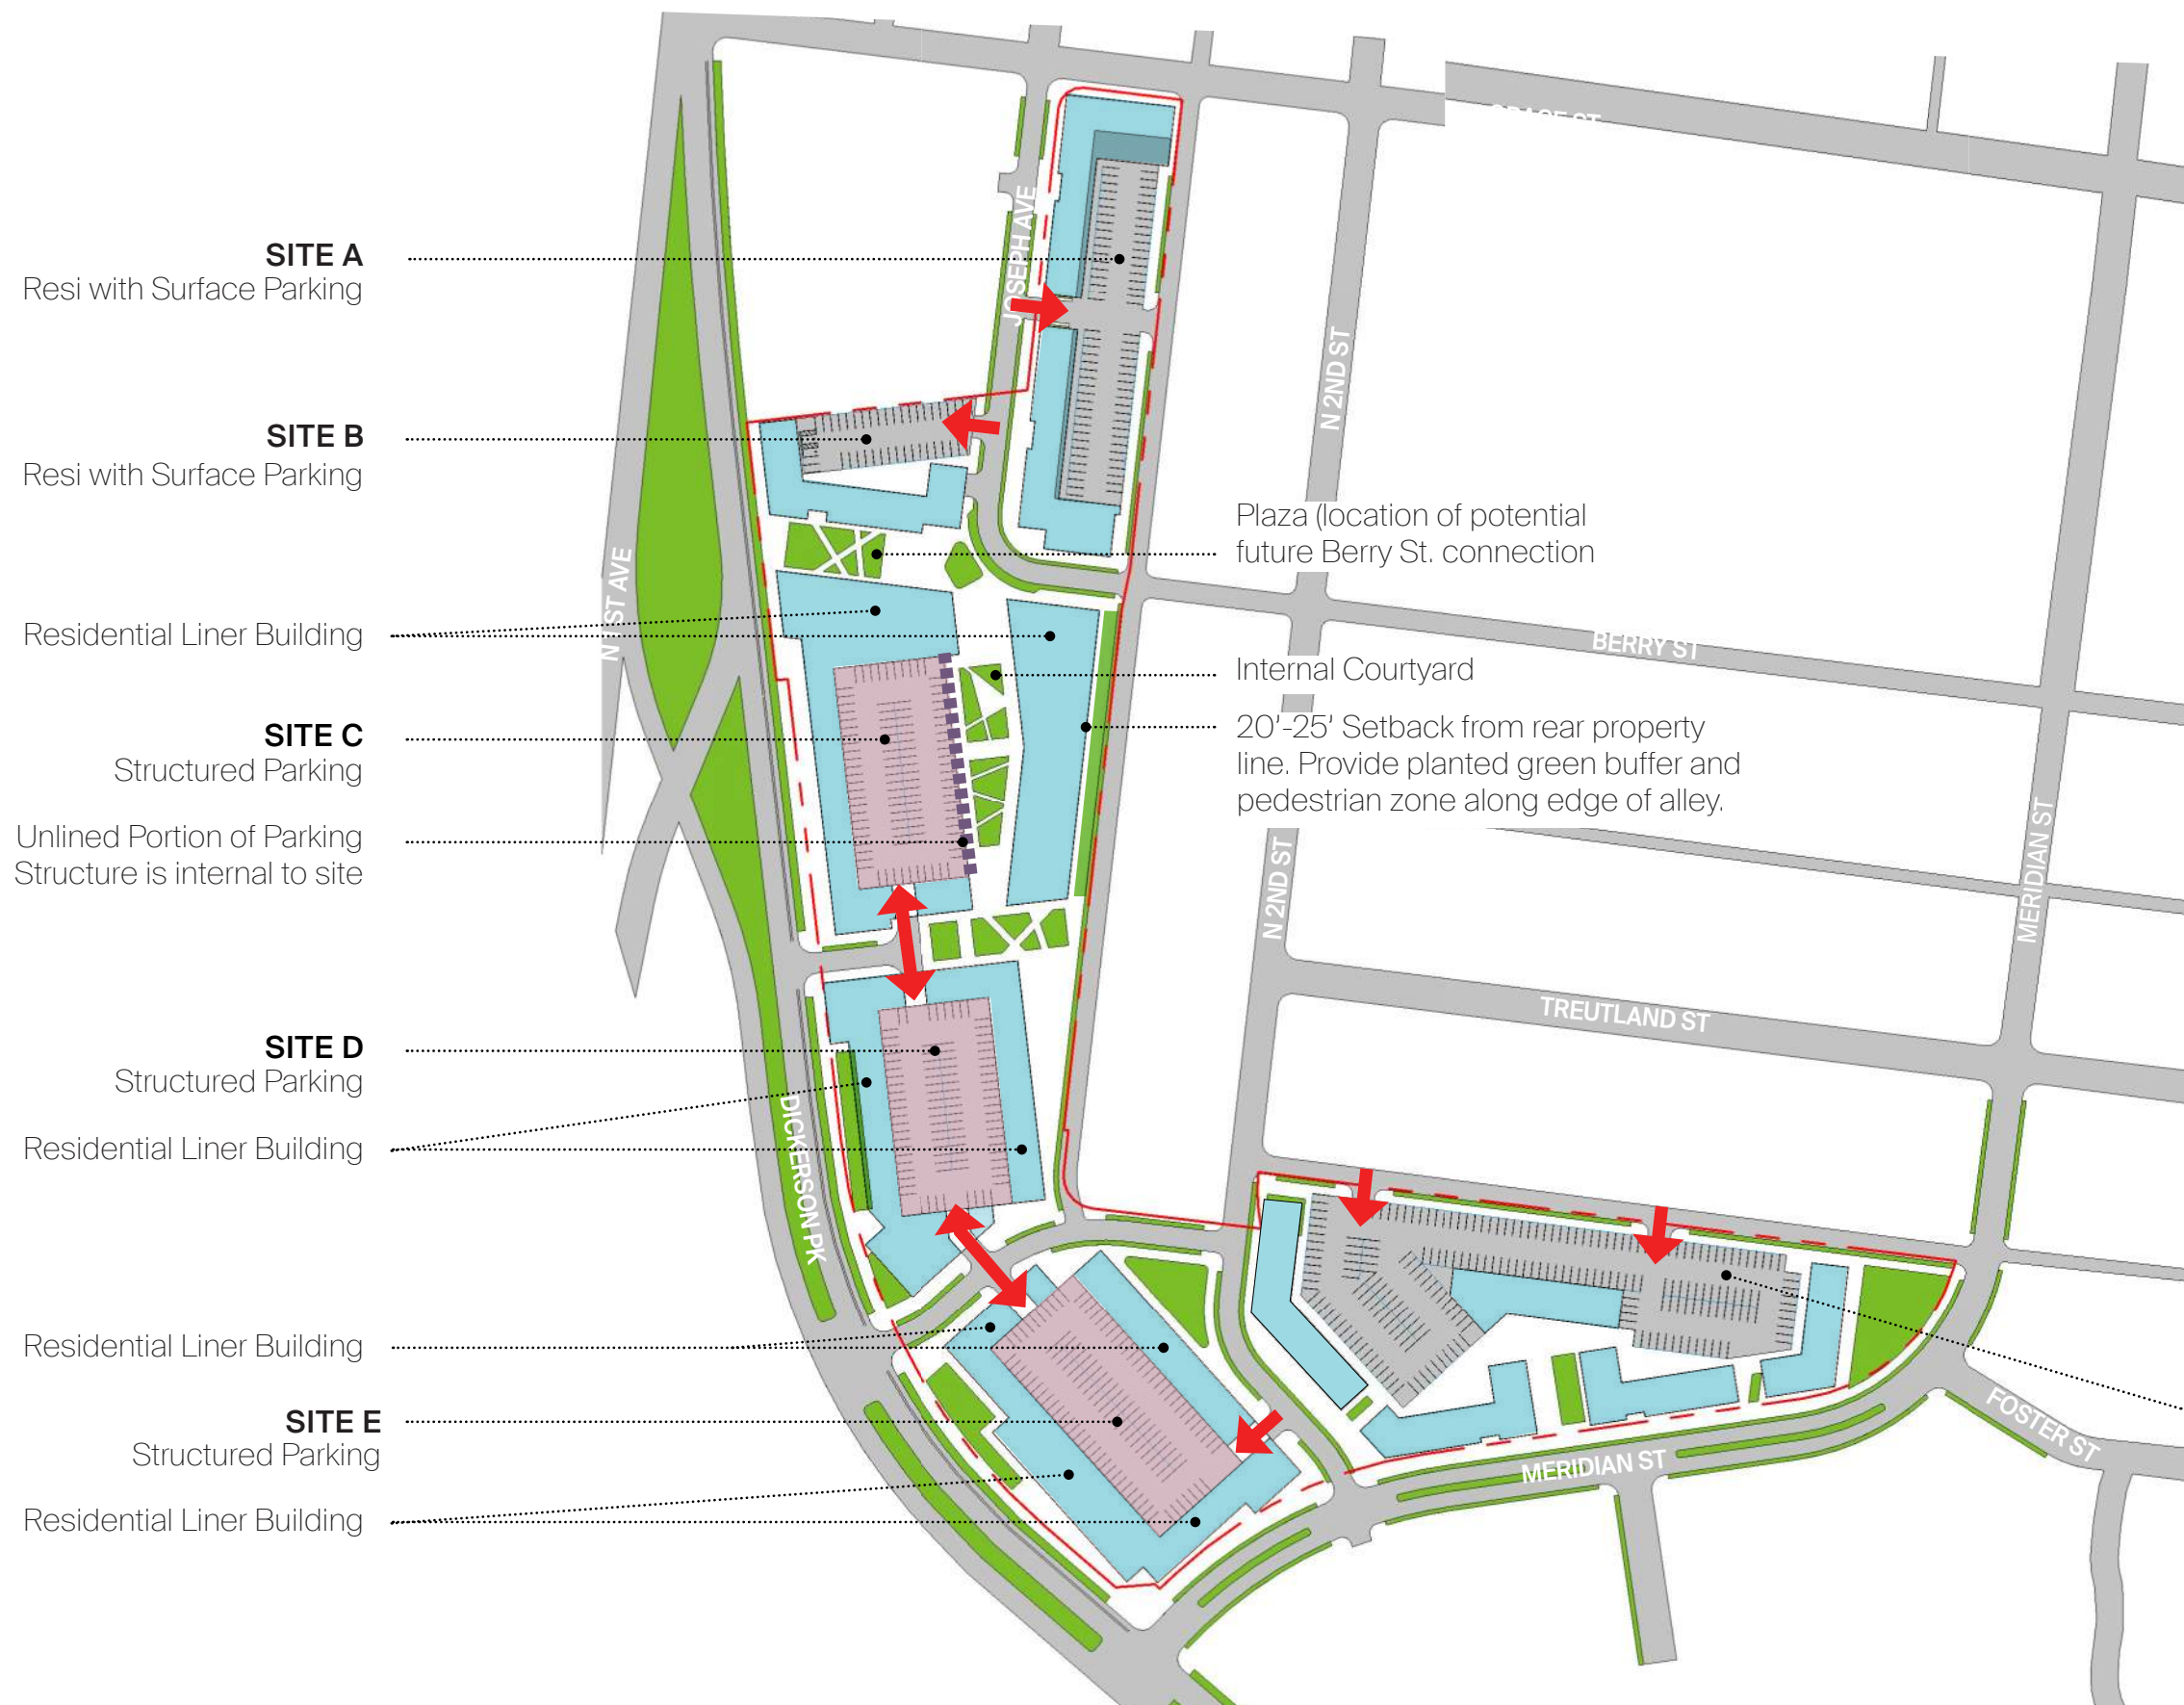 SITE A
Resi with Surface Parking
SITE B
Resi with Surface Parking
Residential Liner Building
SITE C
Structured Parking
Unlined Portion of Parking
Structure is internal to site
SITE D
Structured Parking
Residential Liner Building
Residential Liner Building
SITE E
Structured Parking
Residential Liner Building
Plaza (location of potential
future Berry St. connection
Internal Courtyard
20'-25' Setback from rear property
line. Provide planted green buffer and
pedestrian zone along edge of alley.
JOSEPH AVE
N 2ND ST
N 1ST AVE
BERRY ST
N 2ND ST
MERIDIAN ST
TREUTLAND ST
DICKERSON PK
MERIDIAN ST
FOSTER ST